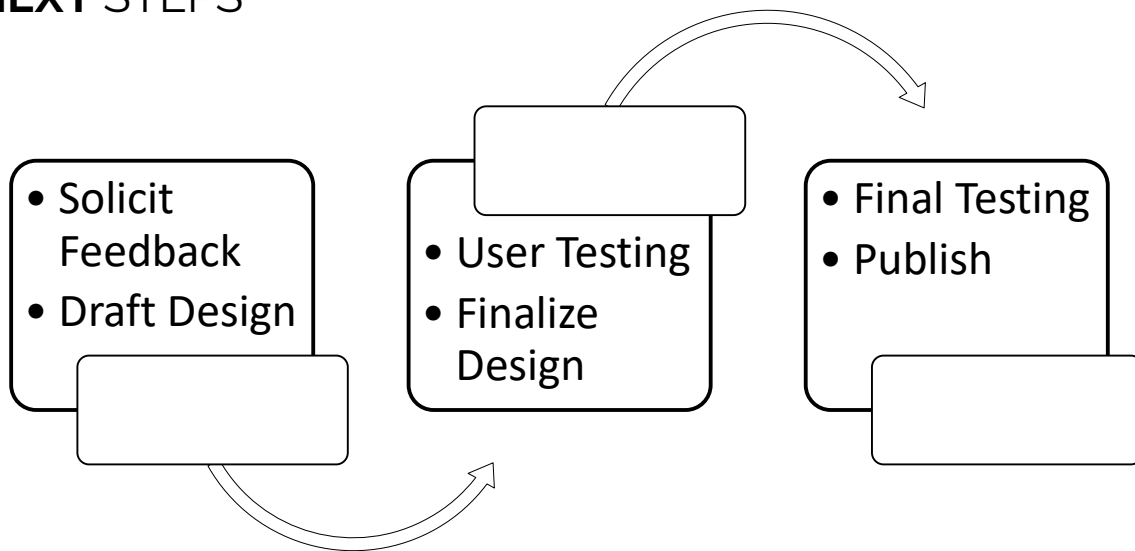 NEXT STEPS
• Solicit
Feedback
• Draft Design
• User Testing
• Finalize
Design
• Final Testing
• Publish